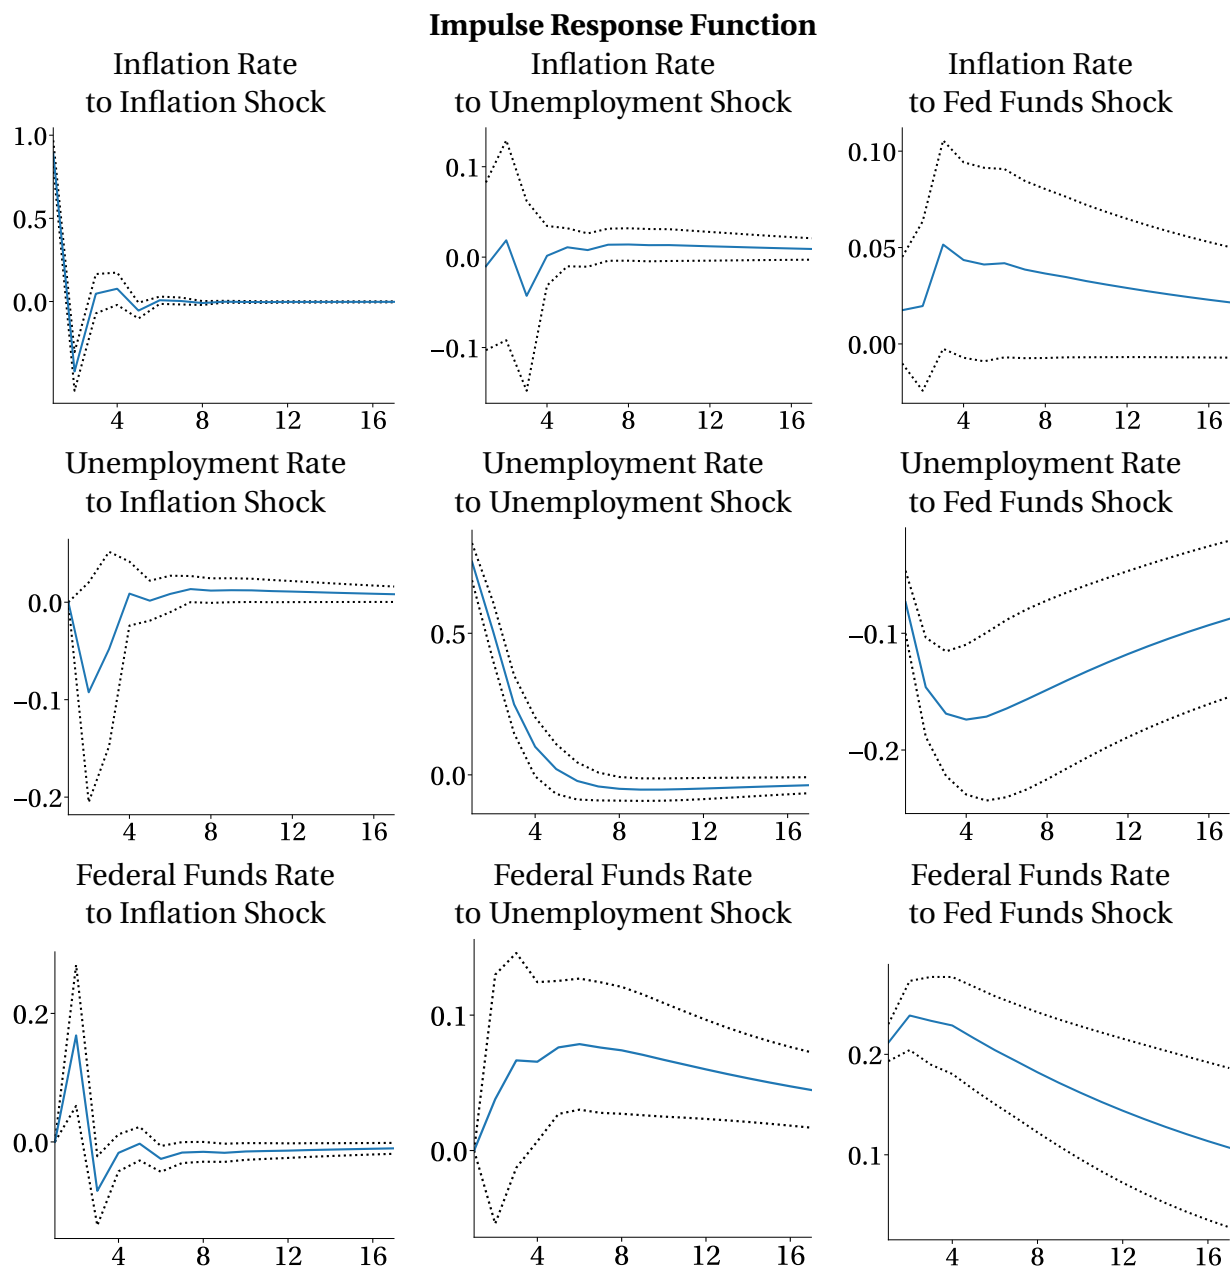 Impulse Response Function
Inflation Rate
to Inflation Shock
Inflation Rate
to Unemployment Shock
Inflation Rate
to Fed Funds Shock
1.0
0.5
0.0
4 8 12 16
0.1
0.0
−0.1
4 8 12 16
0.10
0.05
0.00
4 8 12 16
Unemployment Rate
to Inflation Shock
Unemployment Rate
to Unemployment Shock
Unemployment Rate
to Fed Funds Shock
0.0
−0.1
−0.2
4 8 12 16
0.5
0.0
4 8 12 16
−0.1
−0.2
4 8 12 16
Federal Funds Rate
to Inflation Shock
Federal Funds Rate
to Unemployment Shock
Federal Funds Rate
to Fed Funds Shock
0.2
0.0
4 8 12 16
0.1
0.0
4 8 12 16
0.2
0.1
4 8 12 16